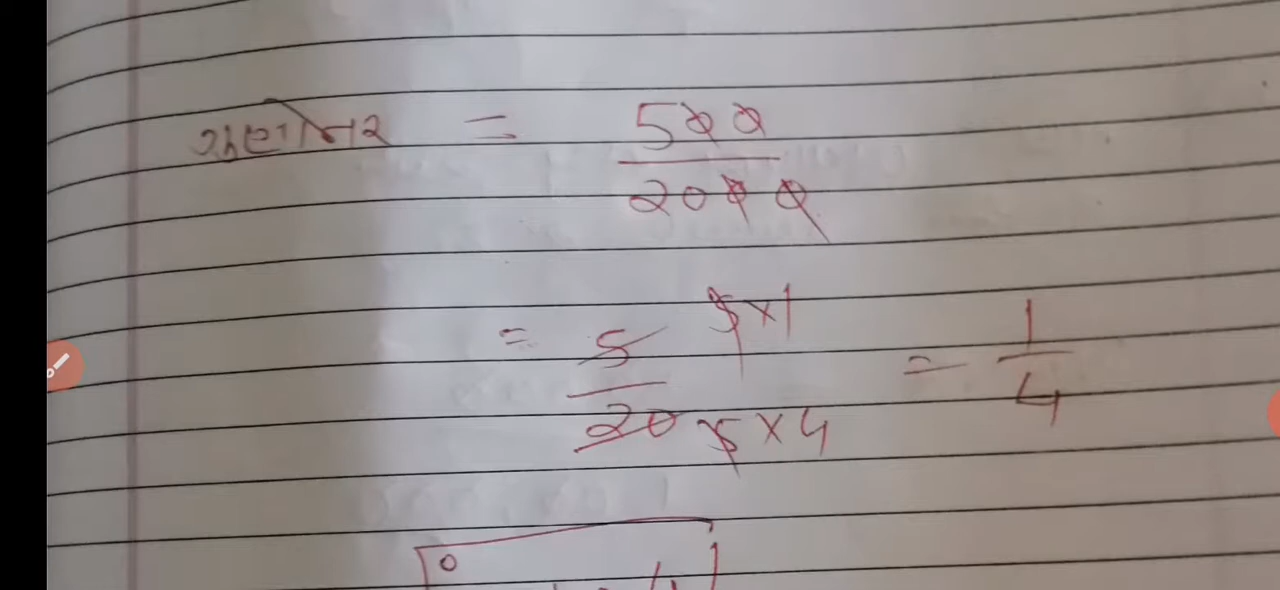 ગુણોત્તર = 500 / 2000
= 5 / 20 5×1 / 5×4 = 1 / 4